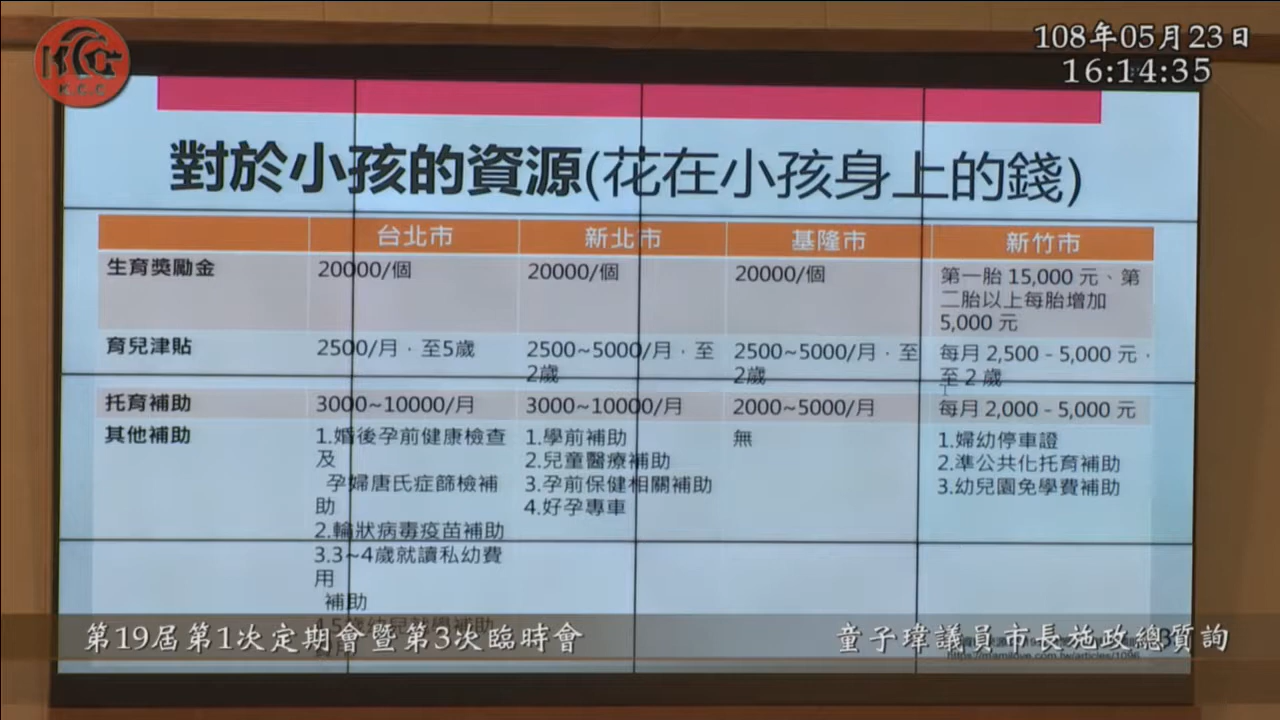 KCC
K.C.C
108年05月23日
16:14:35
對於小孩的資源(花在小孩身上的錢)
台北市 新北市 基隆市 新竹市
生育獎勵金 20000/個 20000/個 20000/個 第一胎 15,000 元、第
二胎以上每胎增加
5,000 元
育兒津貼 2500/月，至5歲 2500~5000/月，至 2500~5000/月，至 每月 2,500 - 5,000 元，
2歲 2歲 至 2 歲
托育補助 3000~10000/月 3000~10000/月 2000~5000/月 每月 2,000 - 5,000 元
其他補助 1.婚後孕前健康檢查 1.學前補助 無 1.婦幼停車證
及 2.兒童醫療補助 2.準公共化托育補助
孕婦唐氏症篩檢補 3.孕前保健相關補助 3.幼兒園免學費補助
助 4.好孕專車
2.輪狀病毒疫苗補助
3.3~4歲就讀私幼費
用
補助
第19屆第1次定期會暨第3次臨時會
童子瑋議員市長施政總質詢